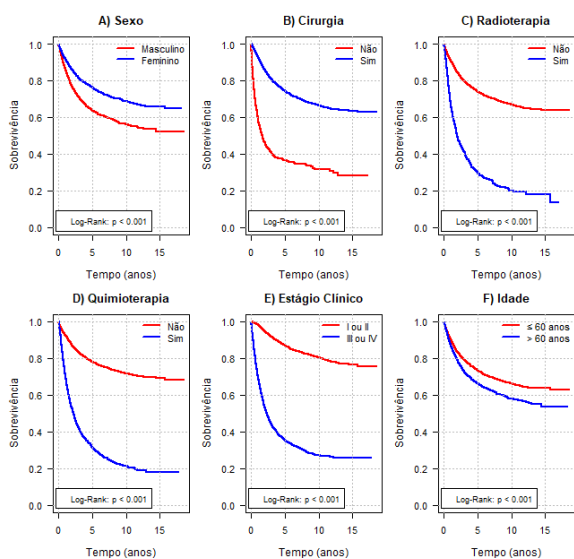 A) Sexo
Sobrevivência
1.0
0.8
0.6
0.4
0.2
0.0
Masculino
Feminino
Log-Rank: p < 0.001
0 5 10 15
Tempo (anos)
B) Cirurgia
Sobrevivência
1.0
0.8
0.6
0.4
0.2
0.0
Não
Sim
Log-Rank: p < 0.001
0 5 10 15
Tempo (anos)
C) Radioterapia
Sobrevivência
1.0
0.8
0.6
0.4
0.2
0.0
Não
Sim
Log-Rank: p < 0.001
0 5 10 15
Tempo (anos)
D) Quimioterapia
Sobrevivência
1.0
0.8
0.6
0.4
0.2
0.0
Não
Sim
Log-Rank: p < 0.001
0 5 10 15
Tempo (anos)
E) Estágio Clínico
Sobrevivência
1.0
0.8
0.6
0.4
0.2
0.0
I ou II
III ou IV
Log-Rank: p < 0.001
0 5 10 15
Tempo (anos)
F) Idade
Sobrevivência
1.0
0.8
0.6
0.4
0.2
0.0
≤ 60 anos
> 60 anos
Log-Rank: p < 0.001
0 5 10 15
Tempo (anos)